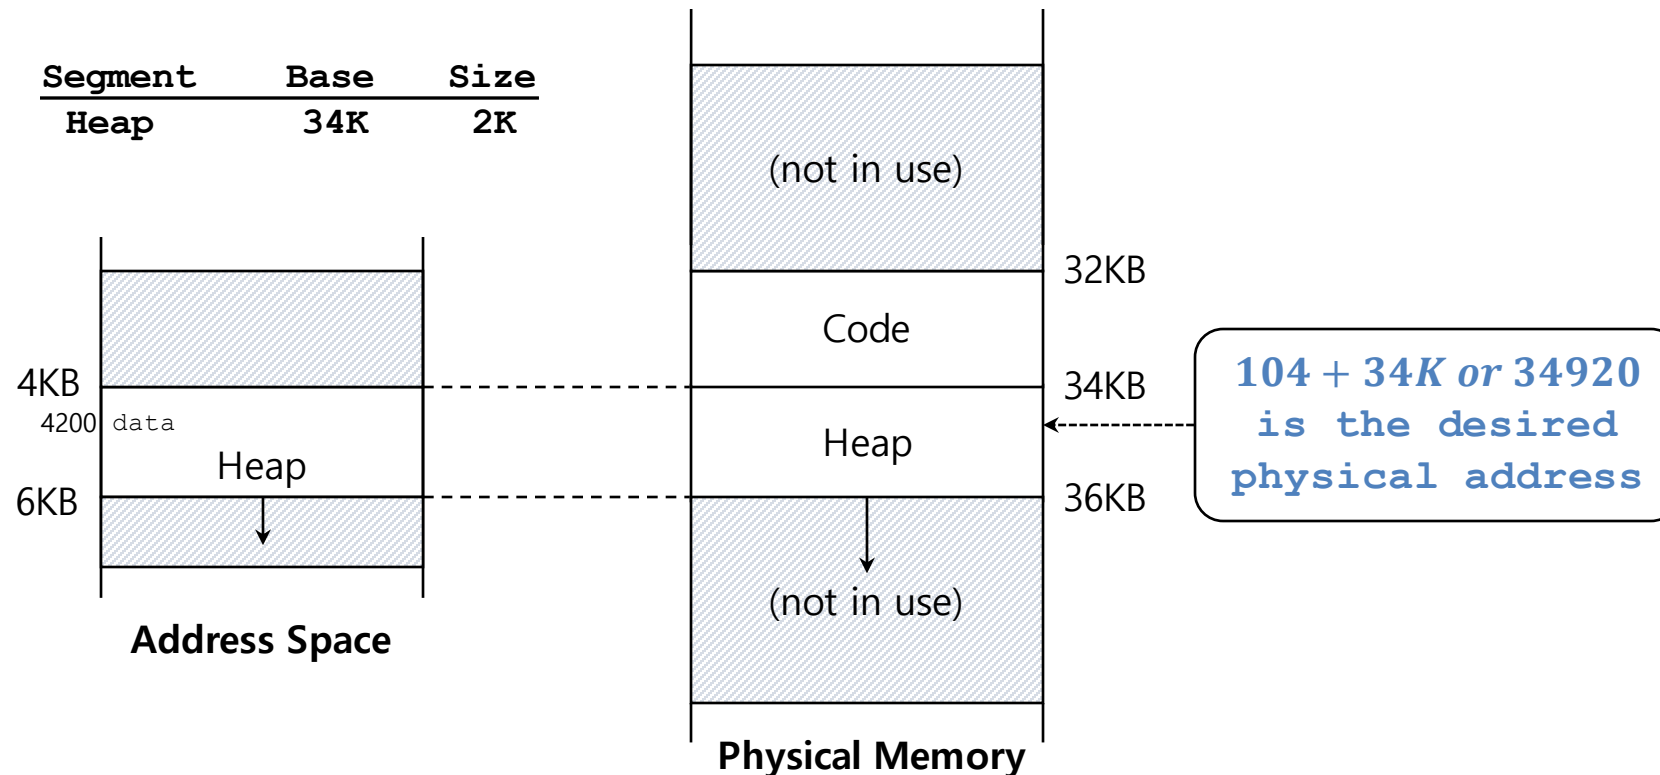 Segment Base Size
Heap 34K 2K
(not in use)
32KB
Code
4KB
34KB
4200 data
Heap
Heap
6KB
36KB
104 + 34K or 34920
is the desired
physical address
(not in use)
Address Space
Physical Memory